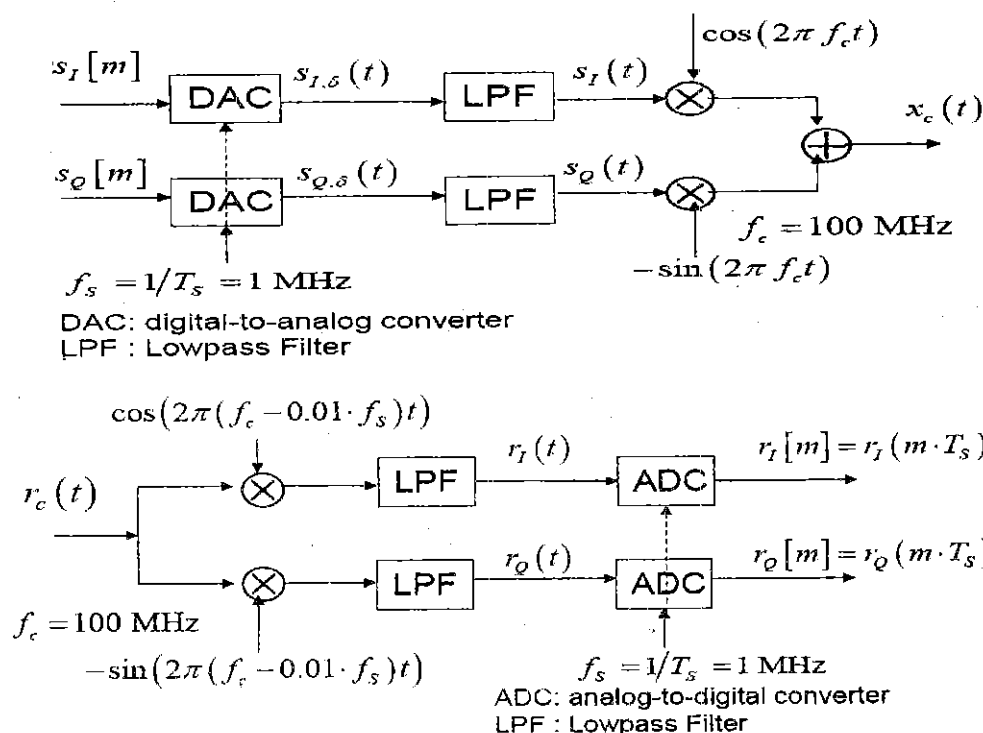 cos(2π f_c t)
s_I[m]
DAC
s_{I,δ}(t)
LPF
s_I(t)
x_c(t)
s_Q[m]
DAC
s_{Q,δ}(t)
LPF
s_Q(t)
f_c = 100 MHz
−sin(2π f_c t)
f_S = 1/T_S = 1 MHz
DAC: digital-to-analog converter
LPF : Lowpass Filter
cos(2π(f_c − 0.01· f_S)t)
r_c(t)
LPF
r_I(t)
ADC
r_I[m] = r_I(m·T_S)
LPF
r_Q(t)
ADC
r_Q[m] = r_Q(m·T_S)
f_c = 100 MHz
−sin(2π(f_c − 0.01· f_S)t)
f_S = 1/T_S = 1 MHz
ADC: analog-to-digital converter
LPF : Lowpass Filter